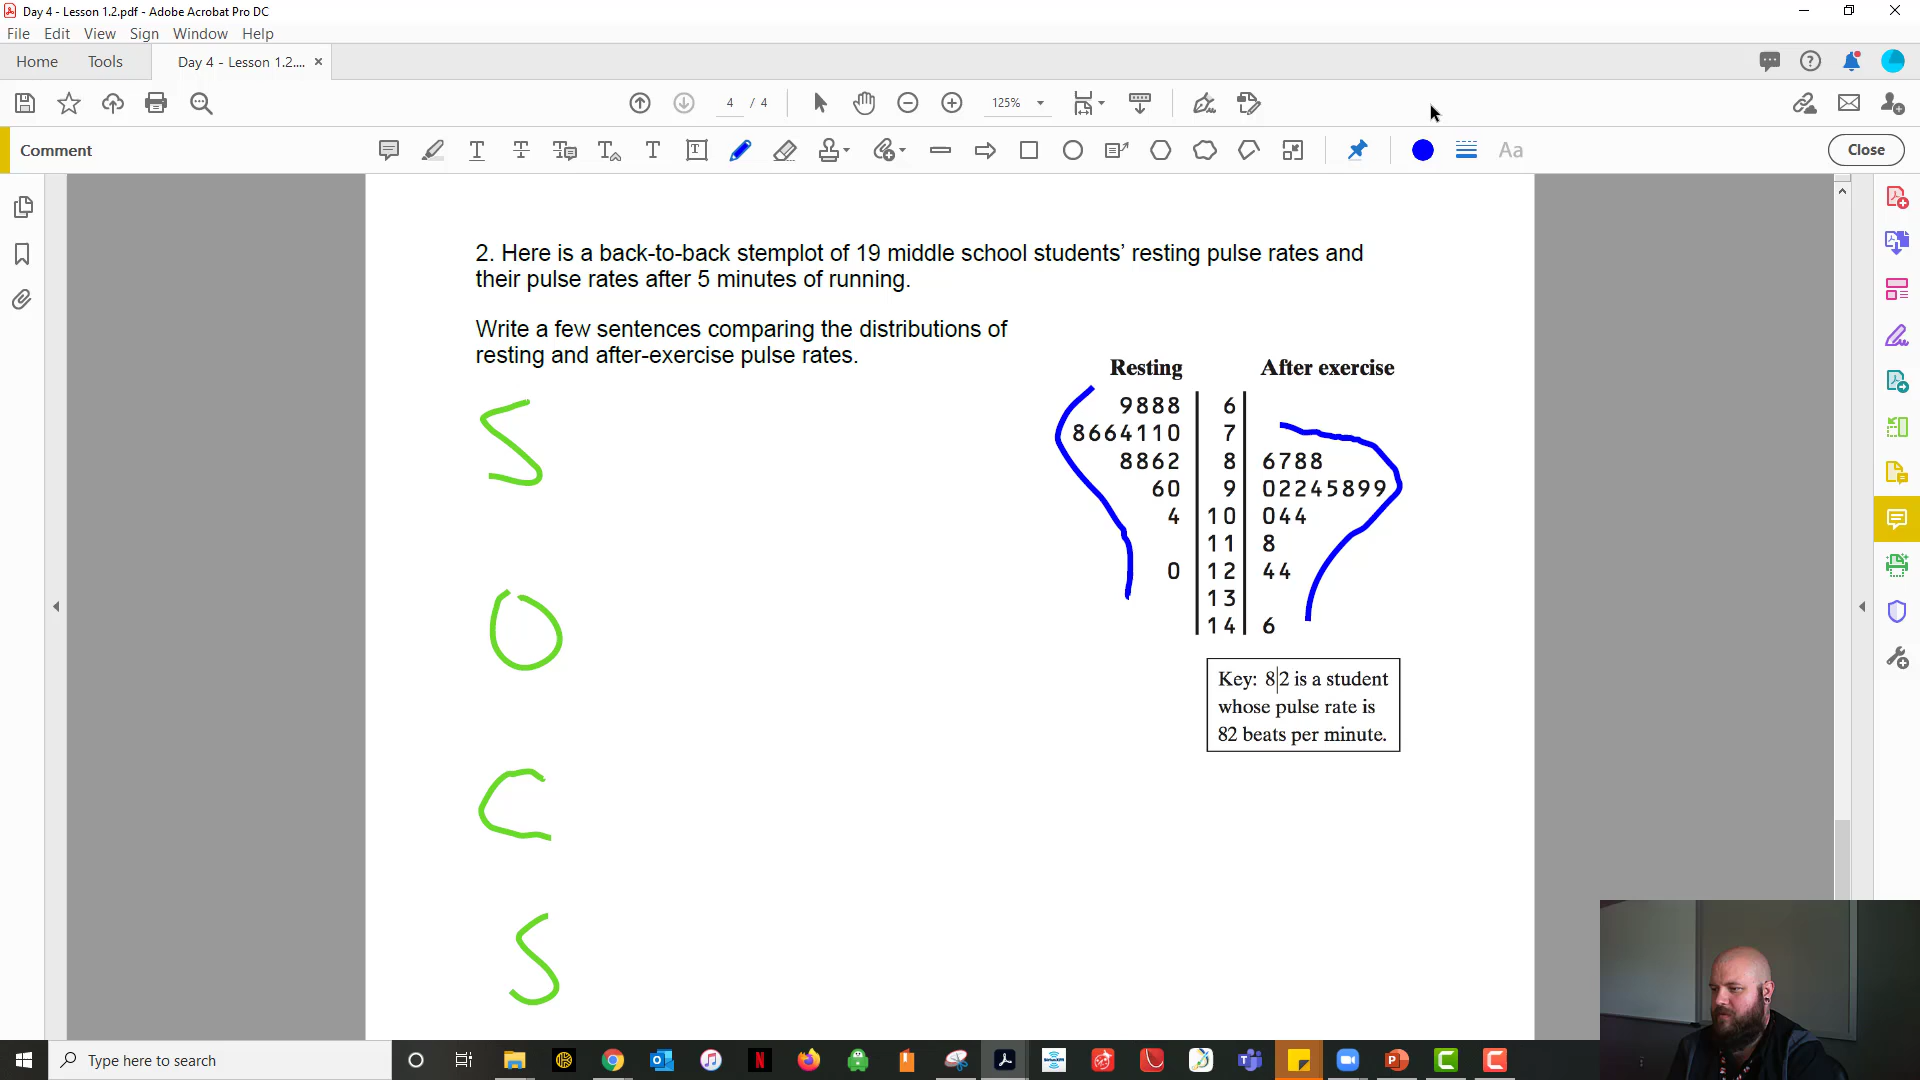 Day 4 - Lesson 1.2.pdf - Adobe Acrobat Pro DC
File Edit View Sign Window Help
Home Tools Day 4 - Lesson 1.2.... ×
4 / 4 125%
Comment Aa Close
2. Here is a back-to-back stemplot of 19 middle school students’ resting pulse rates and
their pulse rates after 5 minutes of running.
Write a few sentences comparing the distributions of
resting and after-exercise pulse rates.
Resting After exercise
9888 6
8664110 7
8862 8 6788
60 9 02245899
4 10 044
11 8
0 12 44
13
14 6
Key: 8|2 is a student
whose pulse rate is
82 beats per minute.
S
O
C
S
Type here to search